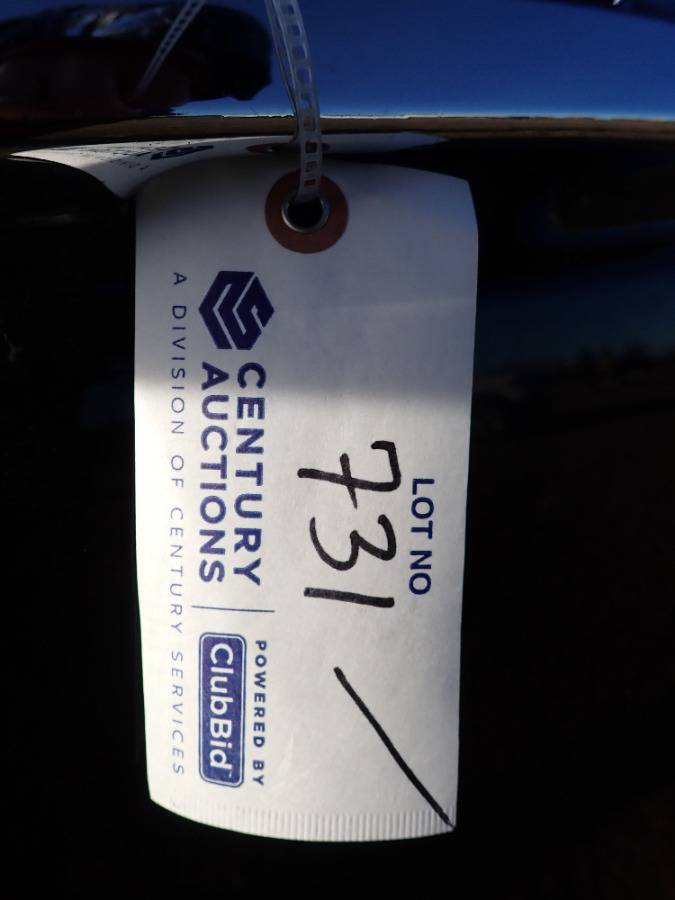 LOT NO
731
CENTURY
AUCTIONS
A DIVISION OF CENTURY SERVICES
POWERED BY
ClubBid